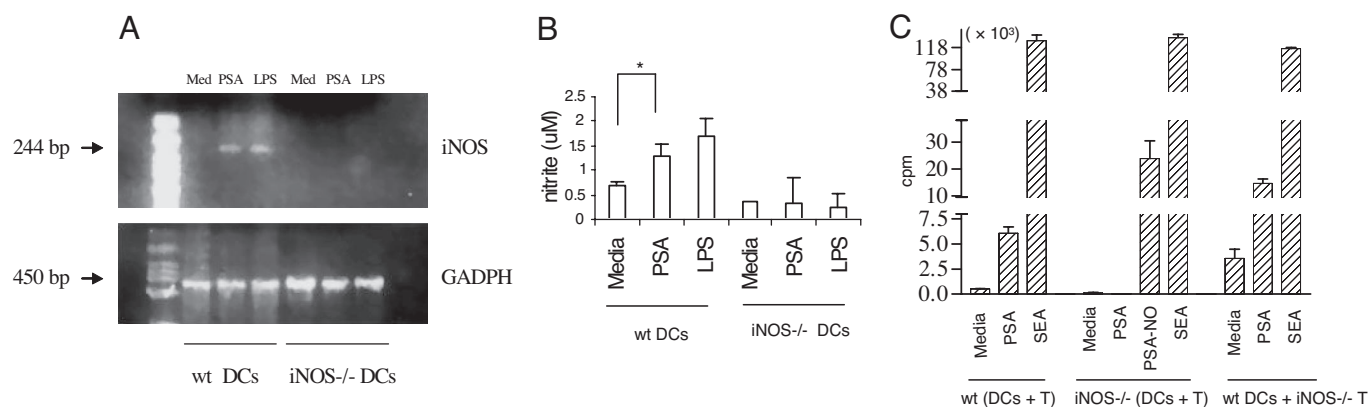 A
Med PSA LPS Med PSA LPS
244 bp
iNOS
450 bp
GADPH
wt DCs
iNOS-/- DCs
B
*
nitrite (uM)
2.5
2
1.5
1
0.5
0
Media
PSA
LPS
Media
PSA
LPS
wt DCs
iNOS-/- DCs
C
( × 10³)
118
78
38
30
20
10
7.5
5.0
2.5
0.0
cpm
Media
PSA
SEA
Media
PSA
PSA-NO
SEA
Media
PSA
SEA
wt (DCs + T)
iNOS-/- (DCs + T)
wt DCs + iNOS-/- T